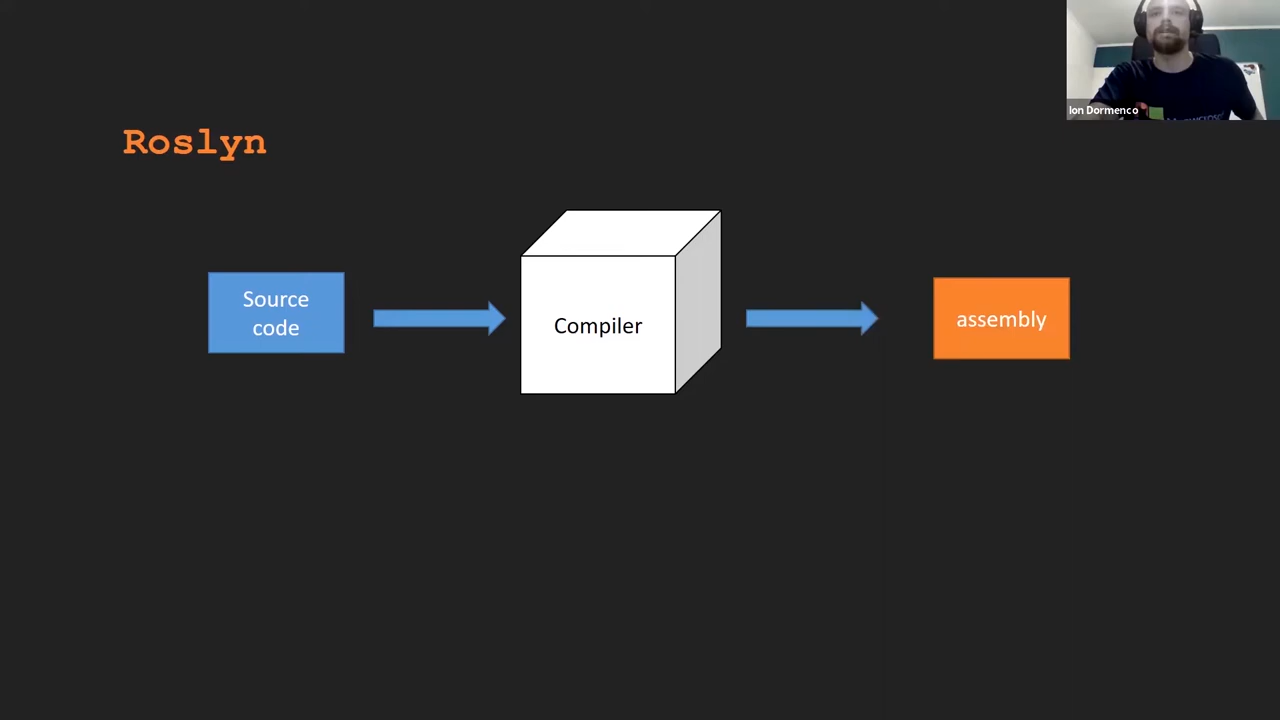 Ion Dormenco
Roslyn
Source
code
Compiler
assembly